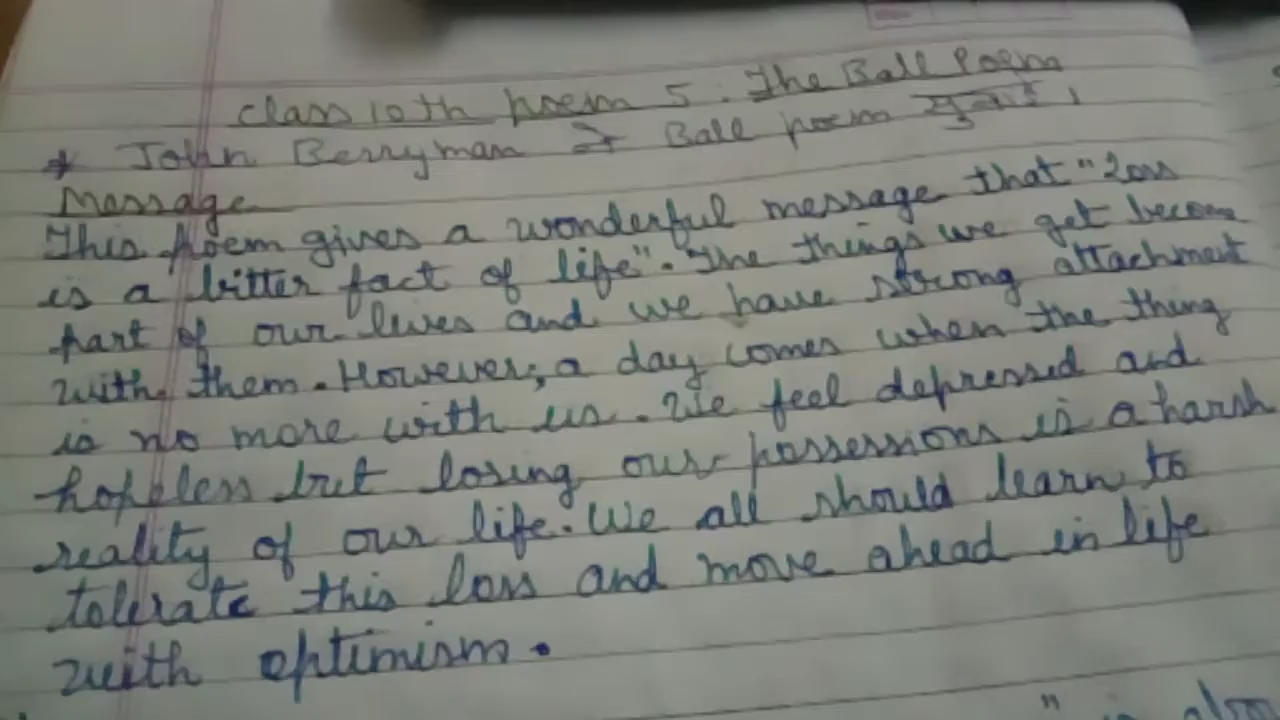 Class 10th poem 5. The Ball Poem
* John Berryman → Ball poem
Massage
This poem gives a wonderful message that "Loss
is a bitter fact of life". The things we get become
part of our lives and we have strong attachment
with them. However, a day comes when the thing
is no more with us. We feel depressed and
hopeless but losing our possessions is a harsh
reality of our life. We all should learn to
tolerate this loss and move ahead in life
with optimism.